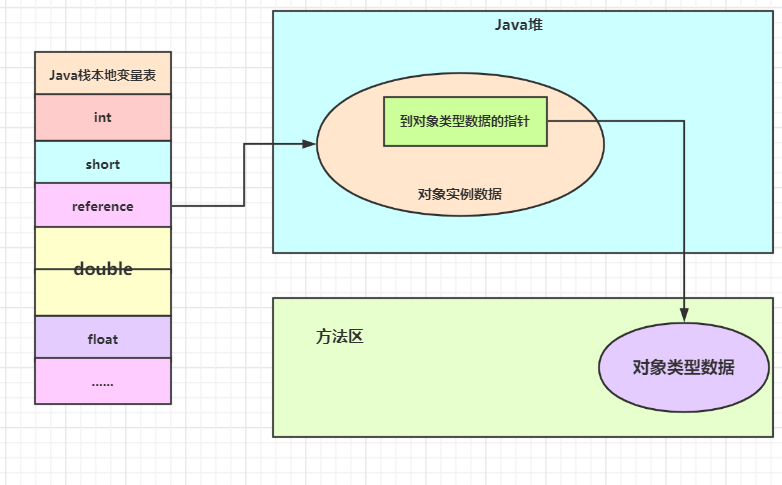 Java栈本地变量表
int
short
reference
double
float
......
Java堆
到对象类型数据的指针
对象实例数据
方法区
对象类型数据